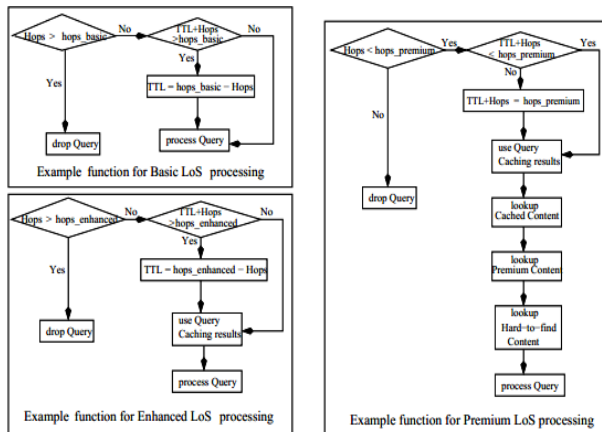 Hops > hops_basic
No
TTL+Hops
>hops_basic
No
Yes
Yes
TTL = hops_basic − Hops
drop Query
process Query
Example function for Basic LoS processing
Hops > hops_enhanced
No
TTL+Hops
>hops_enhanced
No
Yes
Yes
TTL = hops_enhanced − Hops
drop Query
use Query
Caching results
process Query
Example function for Enhanced LoS processing
Hops < hops_premium
Yes
TTL+Hops
< hops_premium
Yes
No
No
TTL+Hops = hops_premium
drop Query
use Query
Caching results
lookup
Cached Content
lookup
Premium Content
lookup
Hard−to−find
Content
process Query
Example function for Premium LoS processing